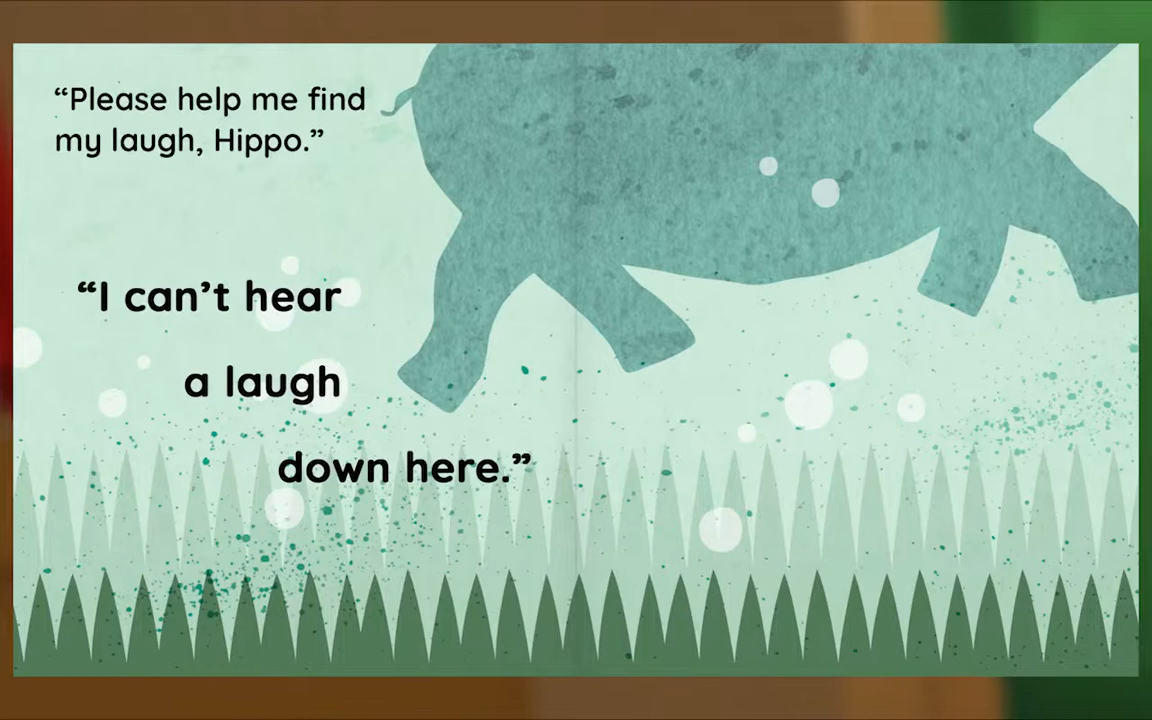 “Please help me find
my laugh, Hippo.”
“I can’t hear
a laugh
down here.”